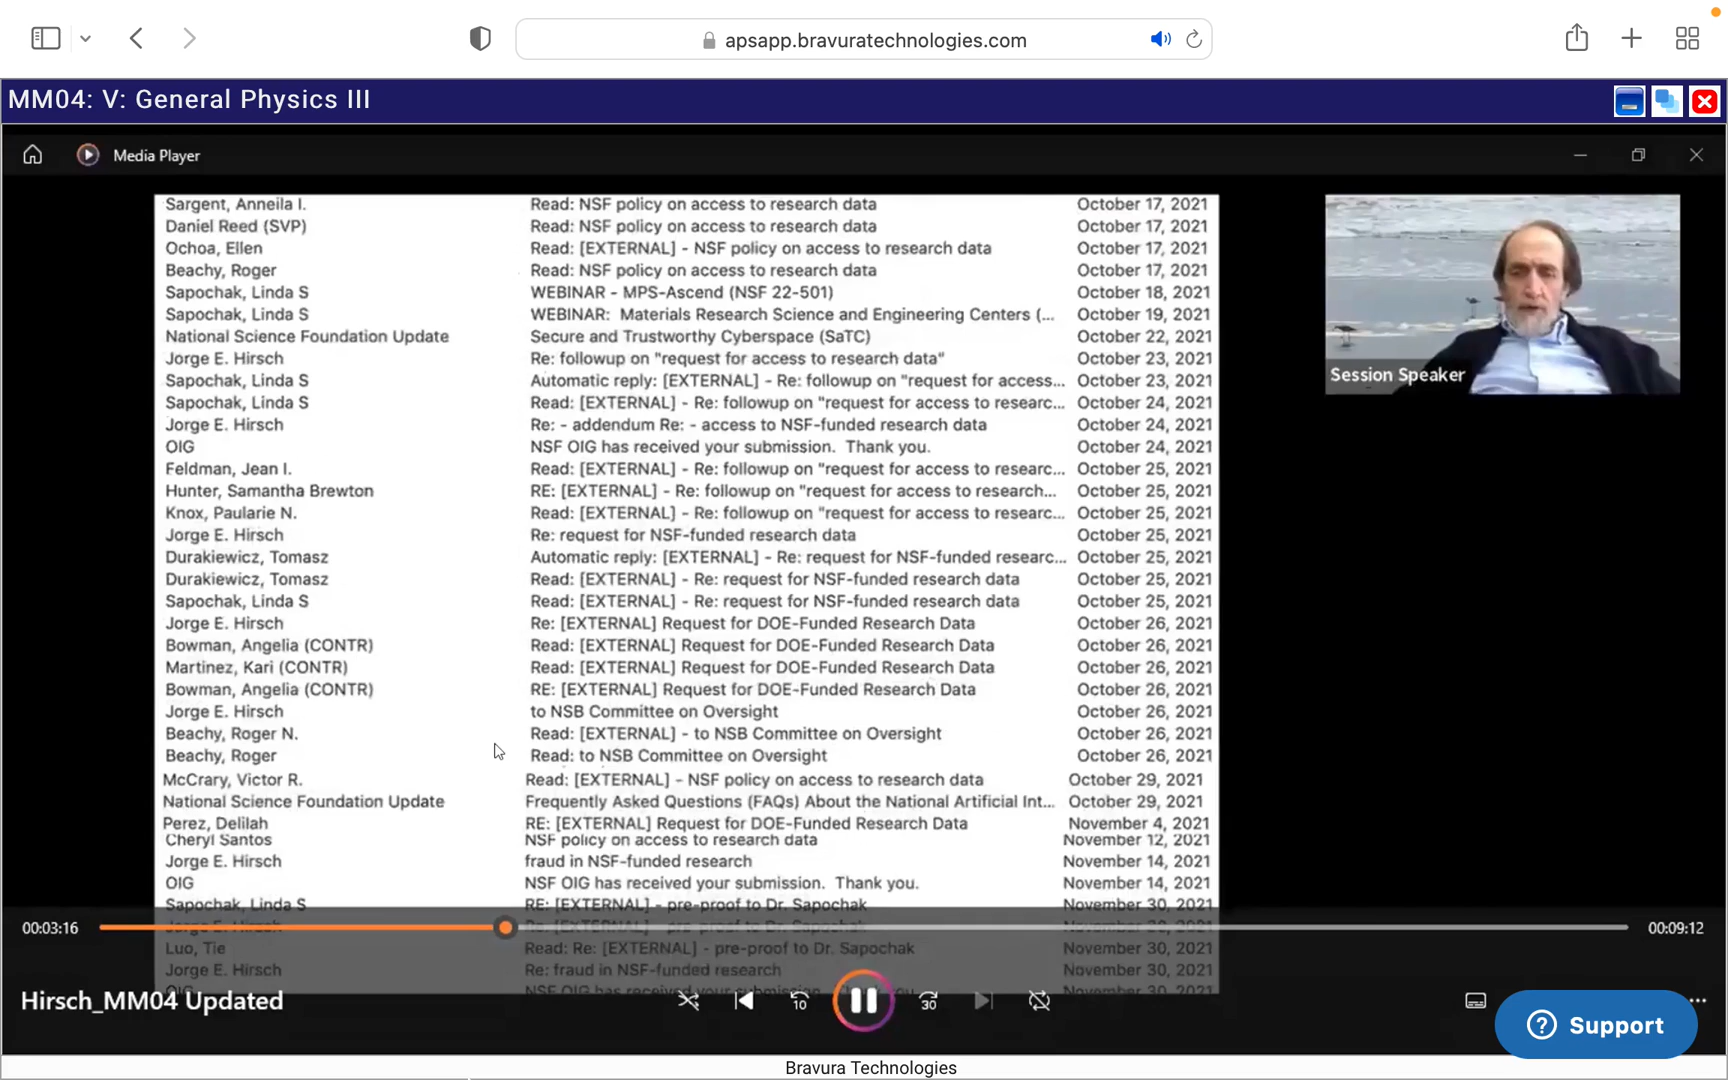 apsapp.bravuratechnologies.com
MM04: V: General Physics III
Media Player
Sargent, Anneila I. Read: NSF policy on access to research data October 17, 2021
Daniel Reed (SVP) Read: NSF policy on access to research data October 17, 2021
Ochoa, Ellen Read: [EXTERNAL] - NSF policy on access to research data October 17, 2021
Beachy, Roger Read: NSF policy on access to research data October 17, 2021
Sapochak, Linda S WEBINAR - MPS-Ascend (NSF 22-501) October 18, 2021
Sapochak, Linda S WEBINAR: Materials Research Science and Engineering Centers (... October 19, 2021
National Science Foundation Update Secure and Trustworthy Cyberspace (SaTC) October 22, 2021
Jorge E. Hirsch Re: followup on "request for access to research data" October 23, 2021
Sapochak, Linda S Automatic reply: [EXTERNAL] - Re: followup on "request for access... October 23, 2021
Sapochak, Linda S Read: [EXTERNAL] - Re: followup on "request for access to researc... October 24, 2021
Jorge E. Hirsch Re: - addendum Re: - access to NSF-funded research data October 24, 2021
OIG NSF OIG has received your submission. Thank you. October 24, 2021
Feldman, Jean I. Read: [EXTERNAL] - Re: followup on "request for access to researc... October 25, 2021
Hunter, Samantha Brewton RE: [EXTERNAL] - Re: followup on "request for access to research... October 25, 2021
Knox, Paularie N. Read: [EXTERNAL] - Re: followup on "request for access to researc... October 25, 2021
Jorge E. Hirsch Re: request for NSF-funded research data October 25, 2021
Durakiewicz, Tomasz Automatic reply: [EXTERNAL] - Re: request for NSF-funded researc... October 25, 2021
Durakiewicz, Tomasz Read: [EXTERNAL] - Re: request for NSF-funded research data October 25, 2021
Sapochak, Linda S Read: [EXTERNAL] - Re: request for NSF-funded research data October 25, 2021
Jorge E. Hirsch Re: [EXTERNAL] Request for DOE-Funded Research Data October 26, 2021
Bowman, Angelia (CONTR) Read: [EXTERNAL] Request for DOE-Funded Research Data October 26, 2021
Martinez, Kari (CONTR) Read: [EXTERNAL] Request for DOE-Funded Research Data October 26, 2021
Bowman, Angelia (CONTR) RE: [EXTERNAL] Request for DOE-Funded Research Data October 26, 2021
Jorge E. Hirsch to NSB Committee on Oversight October 26, 2021
Beachy, Roger N. Read: [EXTERNAL] - to NSB Committee on Oversight October 26, 2021
Beachy, Roger Read: to NSB Committee on Oversight October 26, 2021
McCrary, Victor R. Read: [EXTERNAL] - NSF policy on access to research data October 29, 2021
National Science Foundation Update Frequently Asked Questions (FAQs) About the National Artificial Int... October 29, 2021
Perez, Delilah RE: [EXTERNAL] Request for DOE-Funded Research Data November 4, 2021
Cheryl Santos NSF policy on access to research data November 12, 2021
Jorge E. Hirsch fraud in NSF-funded research November 14, 2021
OIG NSF OIG has received your submission. Thank you. November 14, 2021
Sapochak, Linda S RE: [EXTERNAL] - pre-proof to Dr. Sapochak November 30, 2021
Jorge E. Hirsch Re: [EXTERNAL] - pre-proof to Dr. Sapochak November 30, 2021
Luo, Tie Read: Re: [EXTERNAL] - pre-proof to Dr. Sapochak November 30, 2021
Jorge E. Hirsch Re: fraud in NSF-funded research November 30, 2021
OIG NSF OIG has received your submission. November 30, 2021
Session Speaker
00:03:16
00:09:12
Hirsch_MM04 Updated
10
30
Support
Bravura Technologies